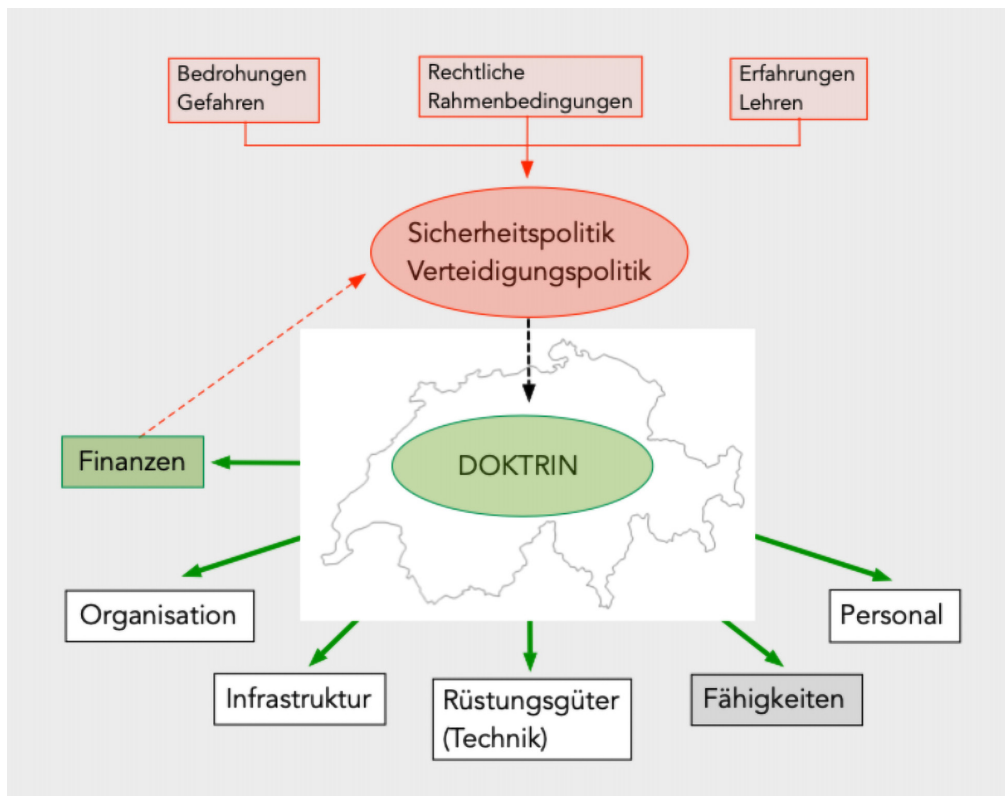 Bedrohungen
Gefahren
Rechtliche
Rahmenbedingungen
Erfahrungen
Lehren
Sicherheitspolitik
Verteidigungspolitik
Finanzen
DOKTRIN
Organisation
Personal
Infrastruktur
Rüstungsgüter
(Technik)
Fähigkeiten